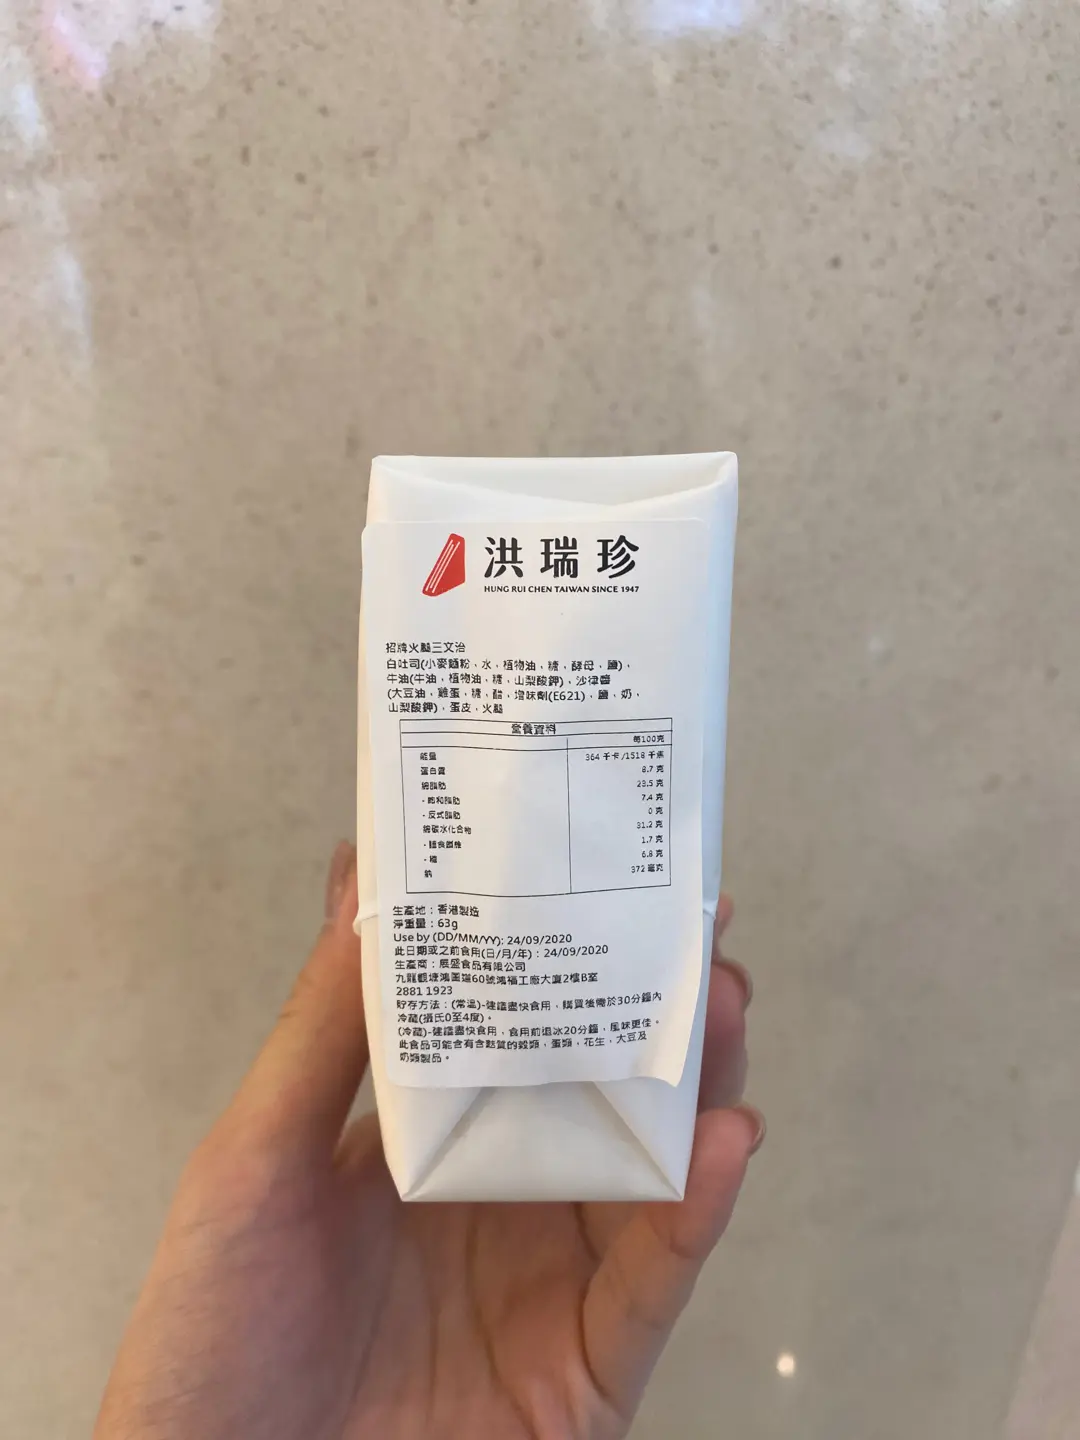 洪瑞珍
HUNG RUI CHEN TAIWAN SINCE 1947
招牌火腿三文治
白吐司(小麥麵粉，水，植物油，糖，酵母，鹽)，
牛油(牛油，植物油，糖，山梨酸鉀)，沙律醬
(大豆油，雞蛋，糖，醋，增味劑(E621)，鹽，奶，
山梨酸鉀)，蛋皮，火腿
營養資料
每100克
能量 364 千卡/1518 千焦
蛋白質 8.7 克
總脂肪 23.5 克
- 飽和脂肪 7.4 克
- 反式脂肪 0 克
總碳水化合物 31.2 克
- 膳食纖維 1.7 克
- 糖 6.8 克
鈉 372 毫克
生產地：香港製造
淨重量：63g
Use by (DD/MM/YY): 24/09/2020
此日期或之前食用(日/月/年)：24/09/2020
生產商：展盛食品有限公司
九龍觀塘鴻圖道60號鴻福工廠大廈2樓B室
2881 1923
貯存方法：(常溫)-建議盡快食用，購買後需於30分鐘內
冷藏(攝氏0至4度)。
(冷藏)-建議盡快食用，食用前退冰20分鐘，風味更佳。
此食品可能含有含麩質的穀類，蛋類，花生，大豆及
奶類製品。